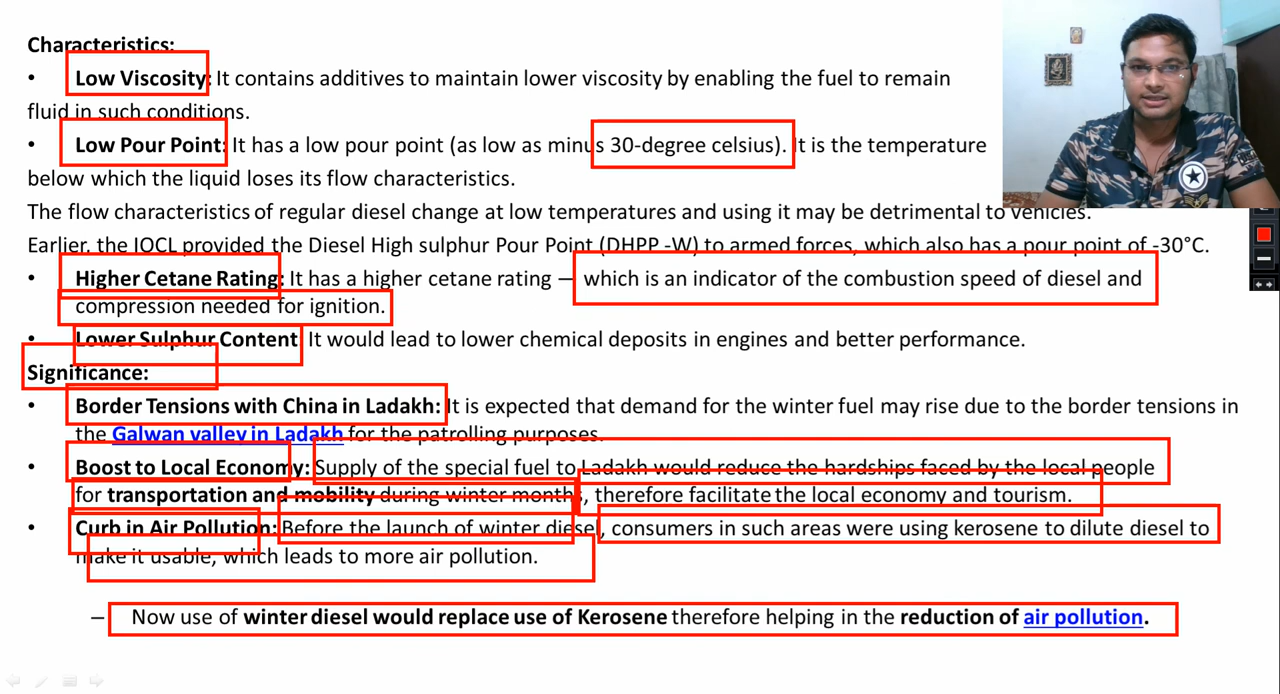 Characteristics:
• Low Viscosity: It contains additives to maintain lower viscosity by enabling the fuel to remain
fluid in such conditions.
• Low Pour Point: It has a low pour point (as low as minus 30-degree celsius). It is the temperature
below which the liquid loses its flow characteristics.
The flow characteristics of regular diesel change at low temperatures and using it may be detrimental to vehicles.
Earlier, the IOCL provided the Diesel High sulphur Pour Point (DHPP -W) to armed forces, which also has a pour point of -30°C.
• Higher Cetane Rating: It has a higher cetane rating — which is an indicator of the combustion speed of diesel and
compression needed for ignition.
• Lower Sulphur Content: It would lead to lower chemical deposits in engines and better performance.
Significance:
• Border Tensions with China in Ladakh: It is expected that demand for the winter fuel may rise due to the border tensions in
the Galwan valley in Ladakh for the patrolling purposes.
• Boost to Local Economy: Supply of the special fuel to Ladakh would reduce the hardships faced by the local people
for transportation and mobility during winter months, therefore facilitate the local economy and tourism.
• Curb in Air Pollution: Before the launch of winter diesel, consumers in such areas were using kerosene to dilute diesel to
make it usable, which leads to more air pollution.
– Now use of winter diesel would replace use of Kerosene therefore helping in the reduction of air pollution.